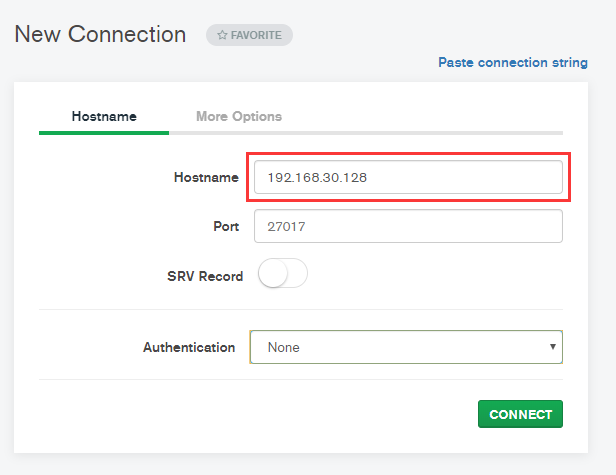 New Connection
FAVORITE
Paste connection string
Hostname More Options
Hostname 192.168.30.128
Port 27017
SRV Record
Authentication None
CONNECT